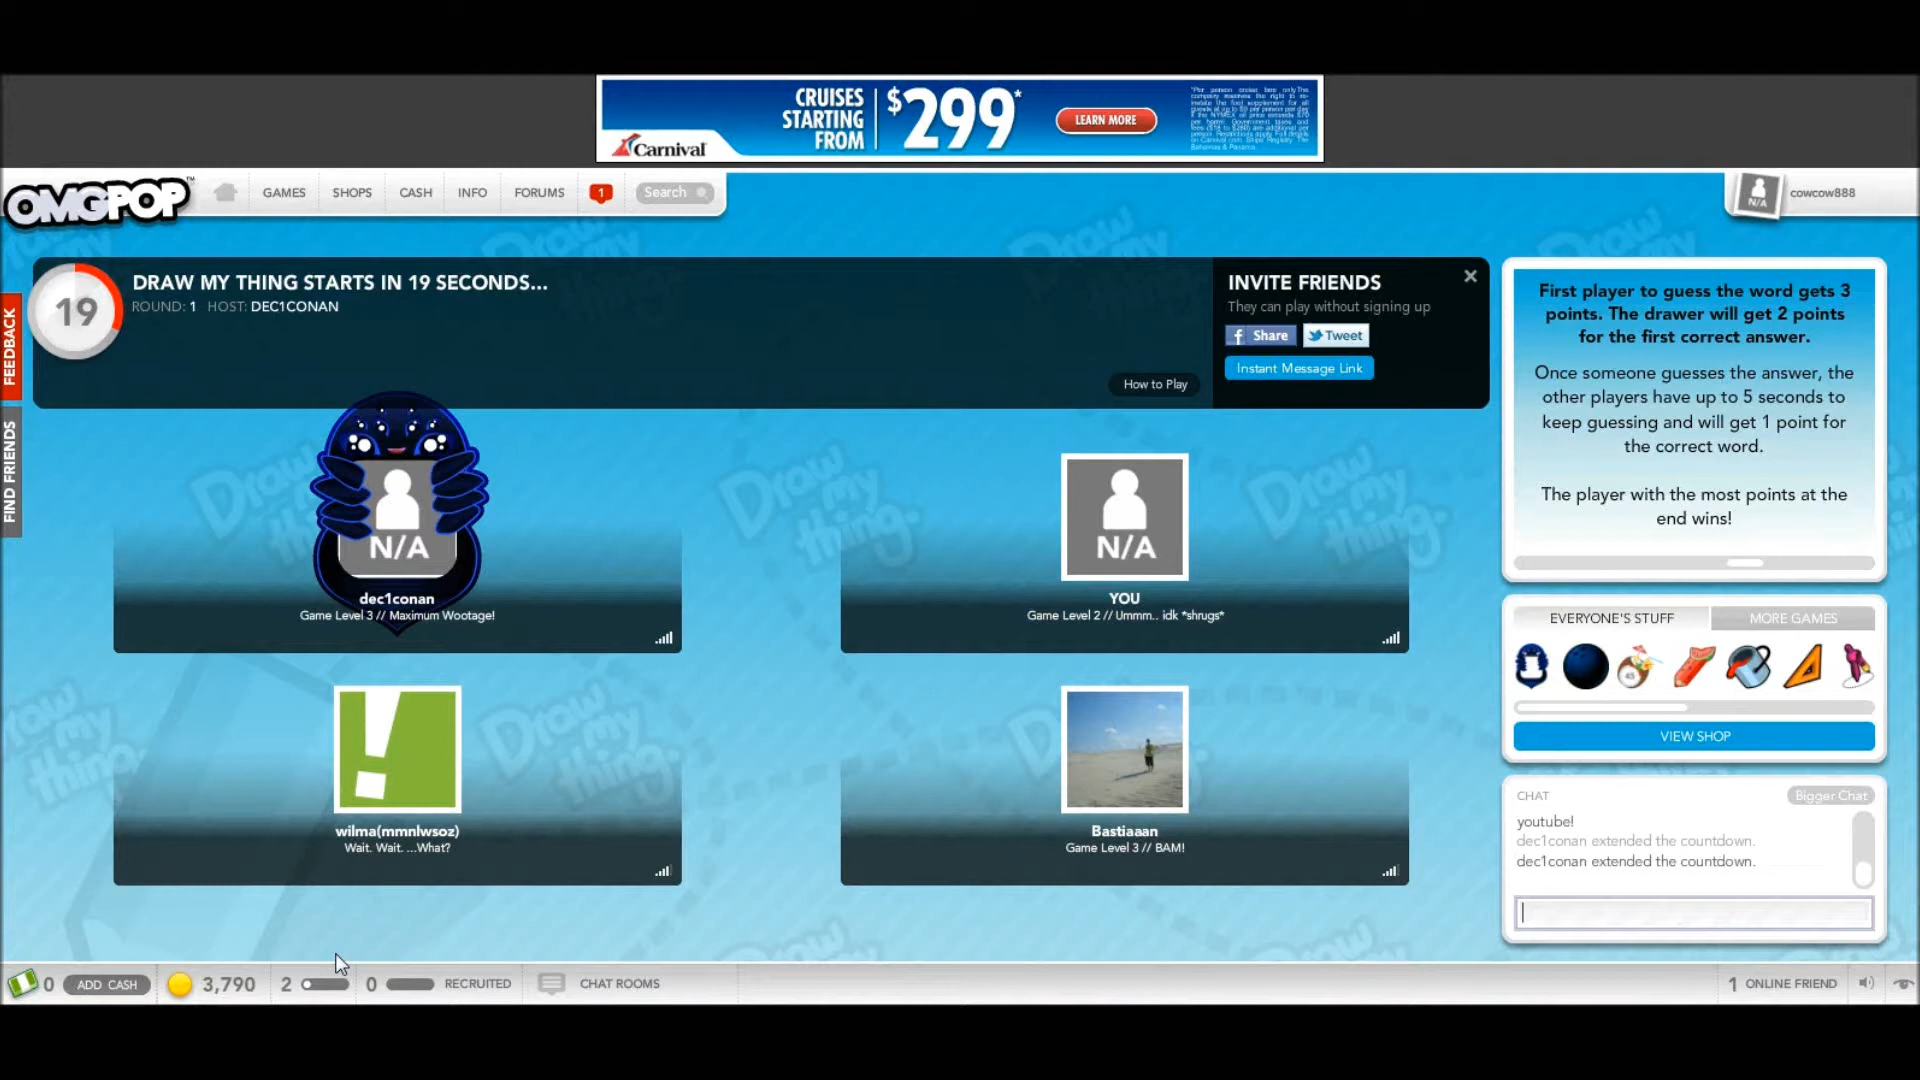 CRUISES
STARTING
FROM
$299*
LEARN MORE
Carnival
OMGPOP™
GAMES
SHOPS
CASH
INFO
FORUMS
1
Search
N/A
cowcow888
FEEDBACK
FIND FRIENDS
19
DRAW MY THING STARTS IN 19 SECONDS...
ROUND: 1 HOST: DEC1CONAN
How to Play
INVITE FRIENDS
They can play without signing up
Share
Tweet
Instant Message Link
First player to guess the word gets 3
points. The drawer will get 2 points
for the first correct answer.
Once someone guesses the answer, the
other players have up to 5 seconds to
keep guessing and will get 1 point for
the correct word.
The player with the most points at the
end wins!
N/A
dec1conan
Game Level 3 // Maximum Wootage!
N/A
YOU
Game Level 2 // Ummm.. idk *shrugs*
wilma(mmnlwsoz)
Wait. Wait. ...What?
Bastiaaan
Game Level 3 // BAM!
EVERYONE'S STUFF
MORE GAMES
VIEW SHOP
CHAT
Bigger Chat
youtube!
dec1conan extended the countdown.
dec1conan extended the countdown.
0
ADD CASH
3,790
2
0
RECRUITED
CHAT ROOMS
1 ONLINE FRIEND